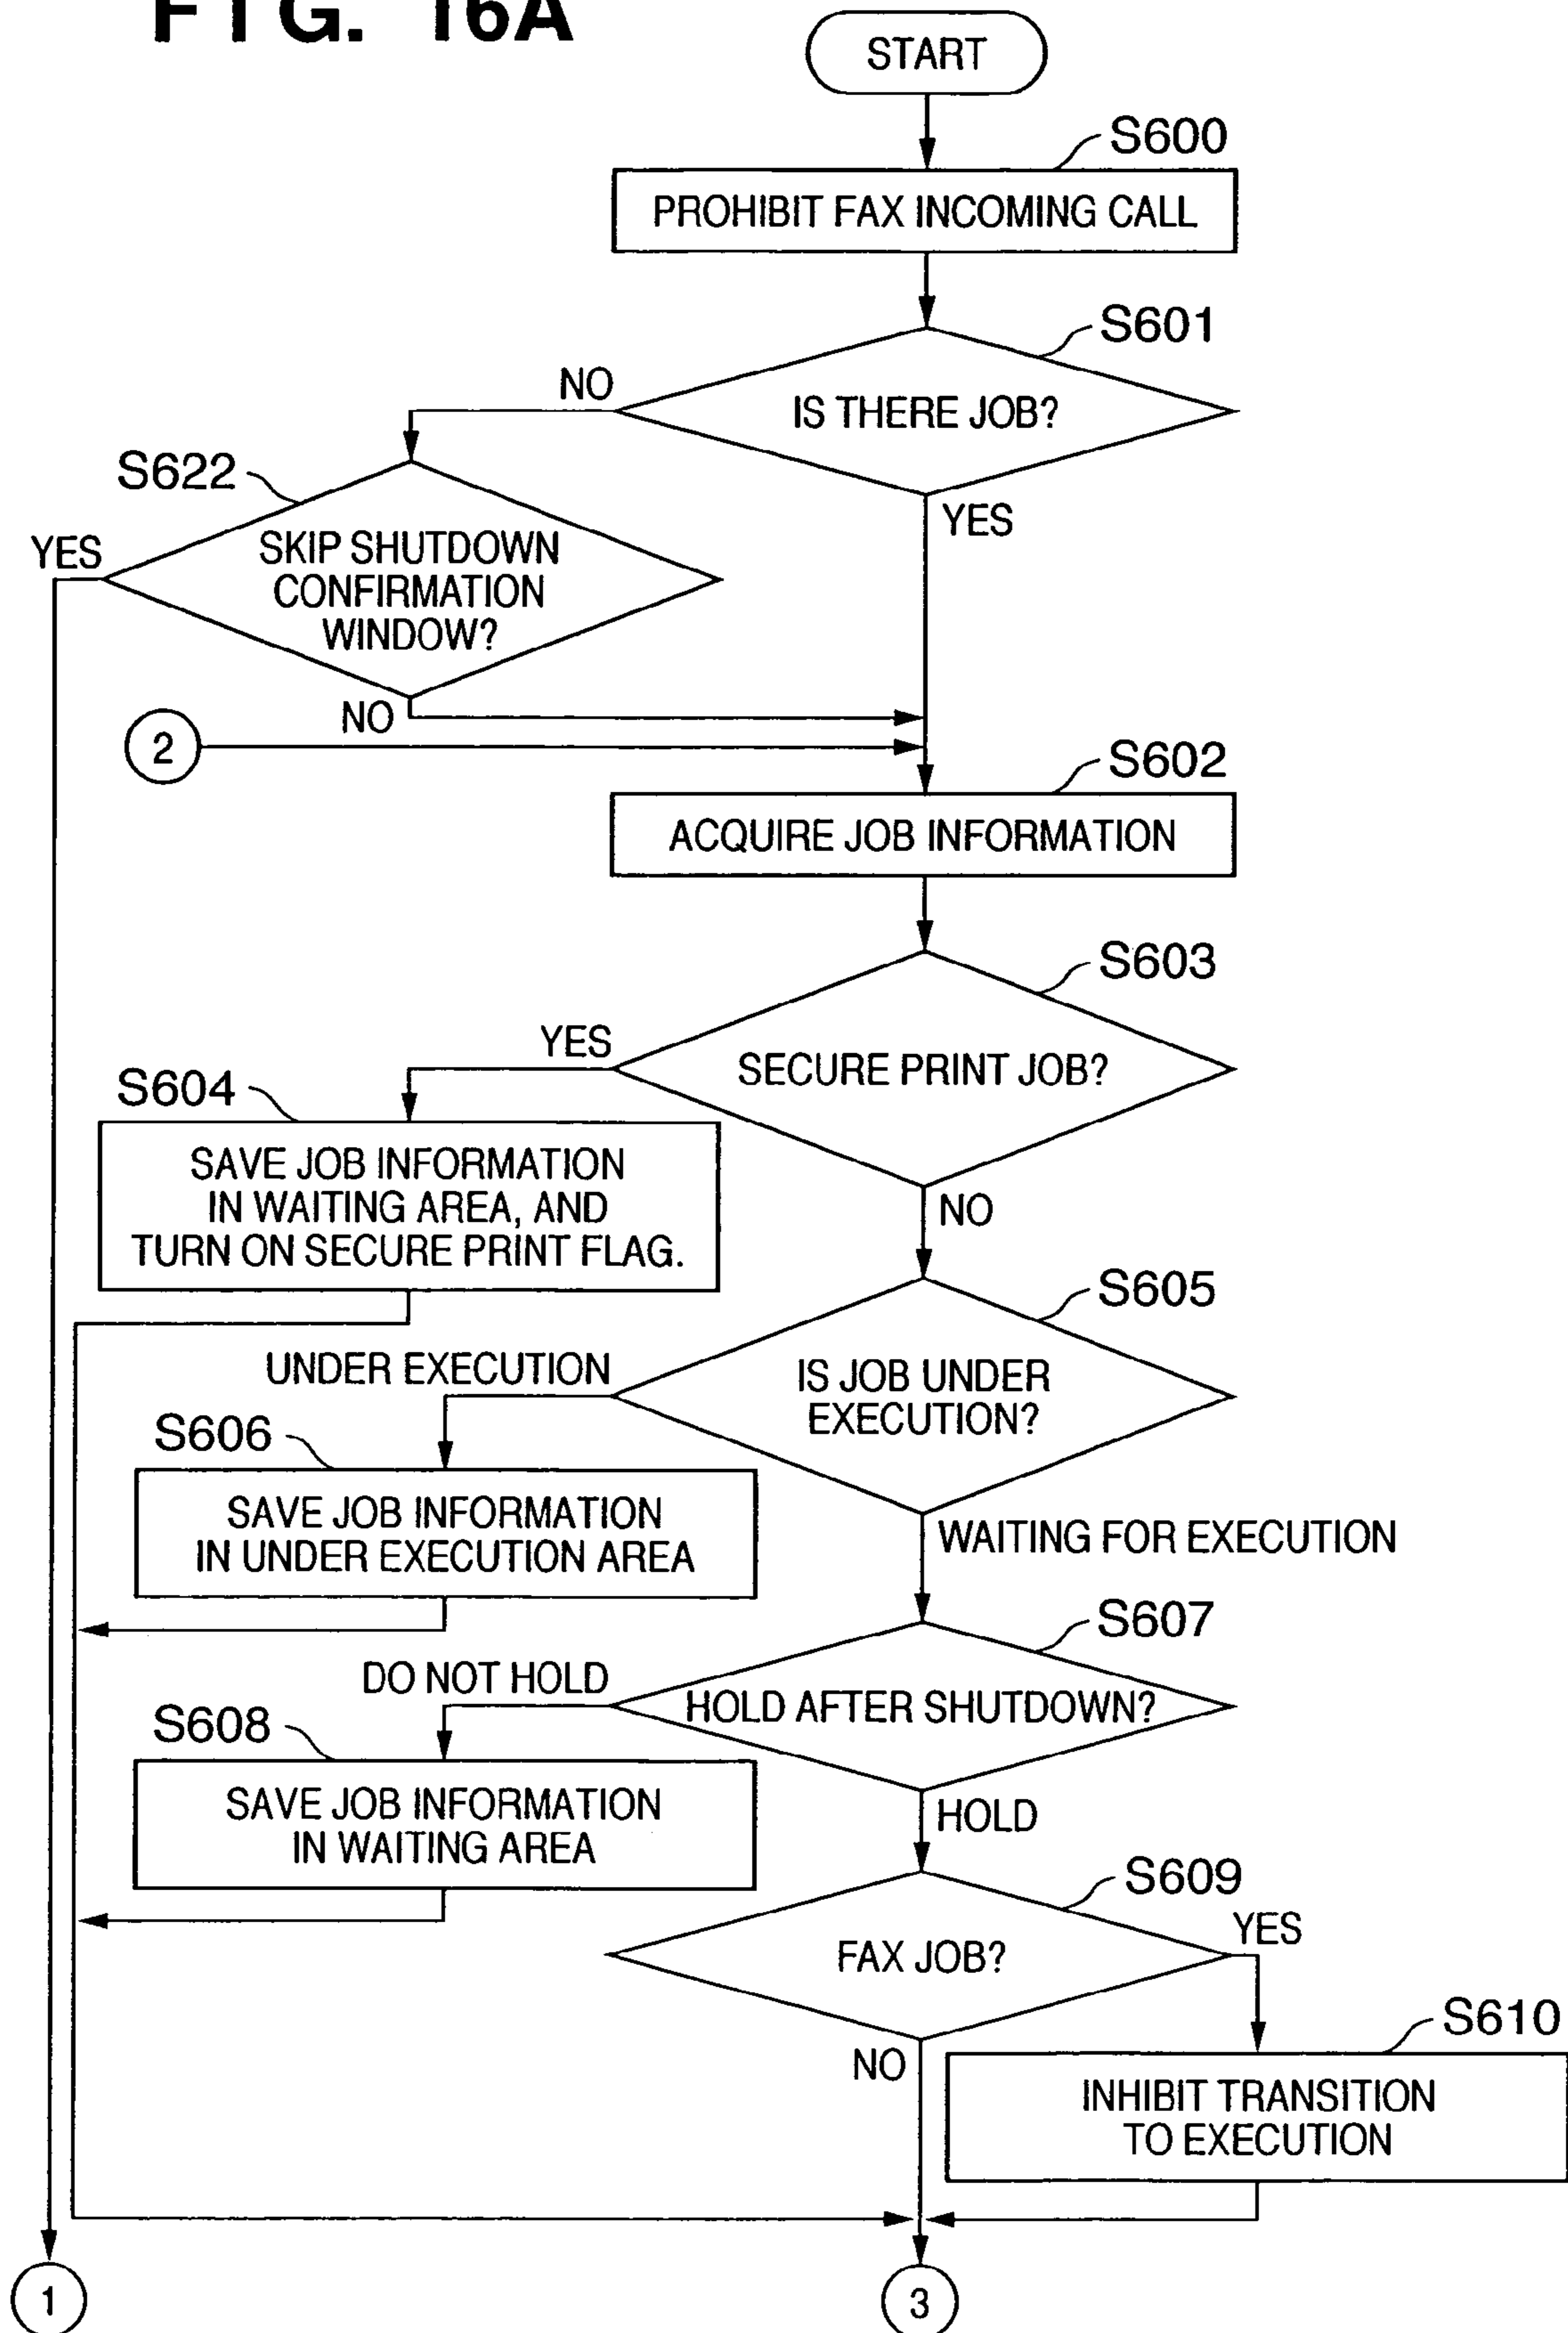 FIG. 16A
START
S600
PROHIBIT FAX INCOMING CALL
S601
NO
IS THERE JOB?
S622
YES
YES
SKIP SHUTDOWN
CONFIRMATION
WINDOW?
NO
2
S602
ACQUIRE JOB INFORMATION
S603
YES
SECURE PRINT JOB?
S604
SAVE JOB INFORMATION
IN WAITING AREA, AND
TURN ON SECURE PRINT FLAG.
NO
S605
UNDER EXECUTION
IS JOB UNDER
EXECUTION?
S606
SAVE JOB INFORMATION
IN UNDER EXECUTION AREA
WAITING FOR EXECUTION
S607
DO NOT HOLD
HOLD AFTER SHUTDOWN?
S608
SAVE JOB INFORMATION
IN WAITING AREA
HOLD
S609
YES
FAX JOB?
S610
NO
INHIBIT TRANSITION
TO EXECUTION
1
3